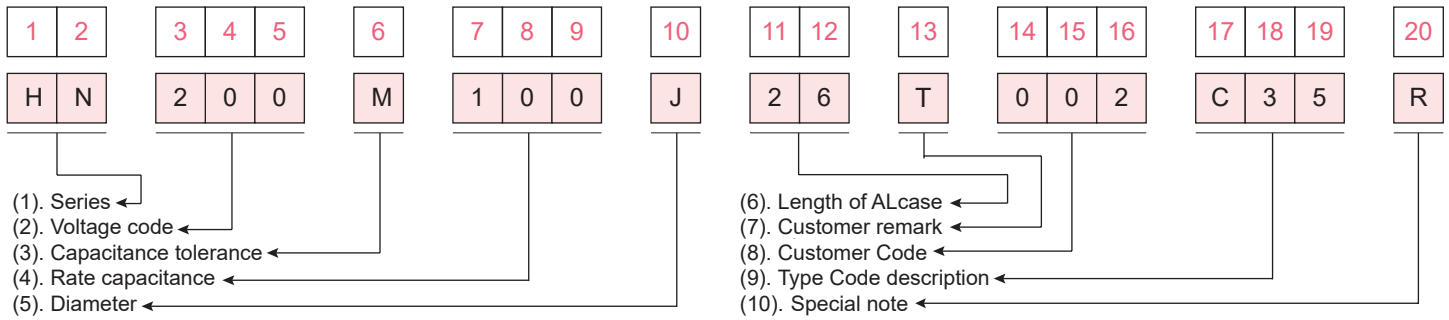 1 2 3 4 5 6 7 8 9 10 11 12 13 14 15 16 17 18 19 20
H N 2 0 0 M 1 0 0 J 2 6 T 0 0 2 C 3 5 R
(1). Series
(2). Voltage code
(3). Capacitance tolerance
(4). Rate capacitance
(5). Diameter
(6). Length of ALcase
(7). Customer remark
(8). Customer Code
(9). Type Code description
(10). Special note